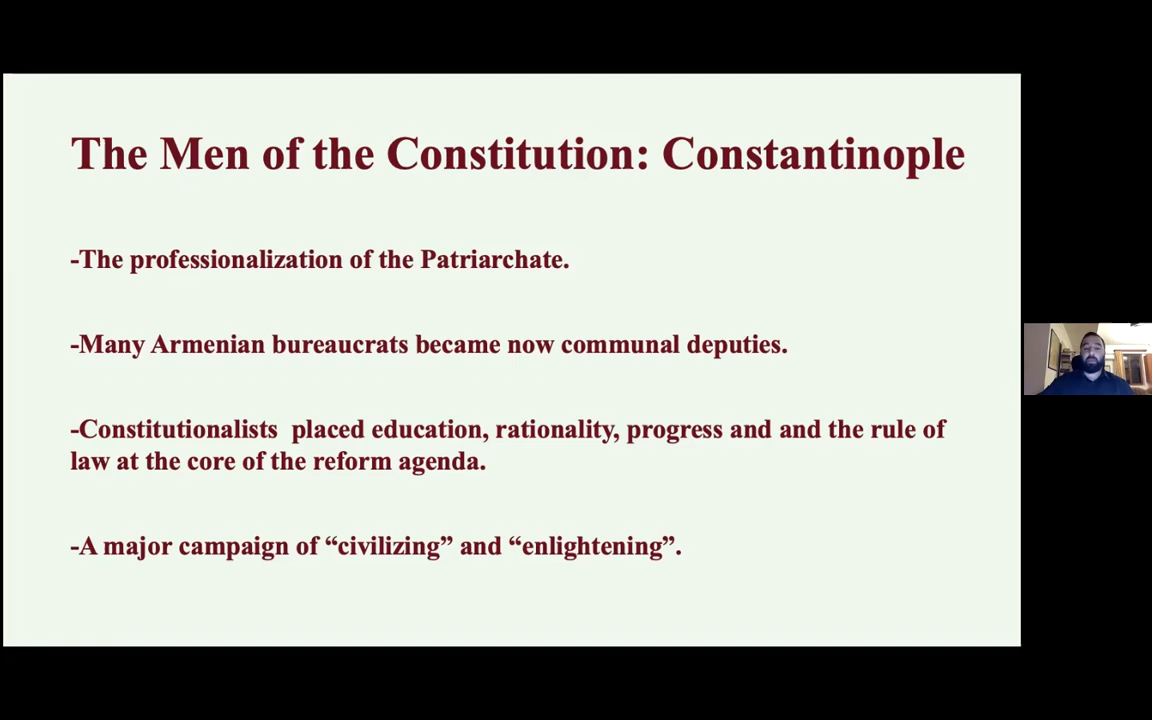 The Men of the Constitution: Constantinople
-The professionalization of the Patriarchate.
-Many Armenian bureaucrats became now communal deputies.
-Constitutionalists  placed education, rationality, progress and and the rule of
law at the core of the reform agenda.
-A major campaign of “civilizing” and “enlightening”.